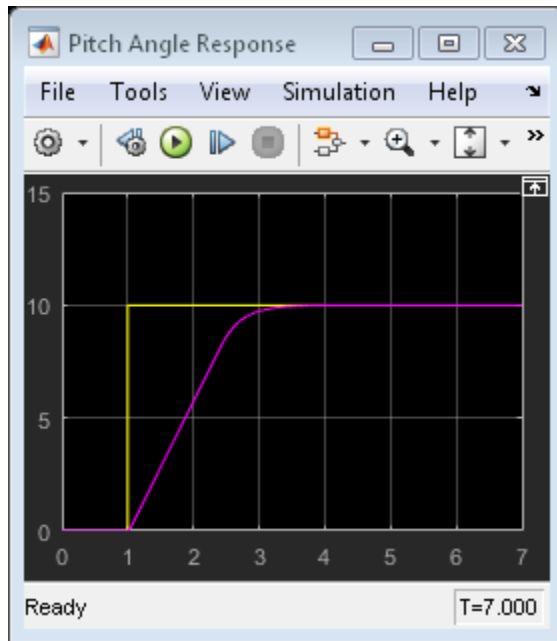 Pitch Angle Response
File Tools View Simulation Help
15
10
5
0
0 1 2 3 4 5 6 7
Ready T=7.000